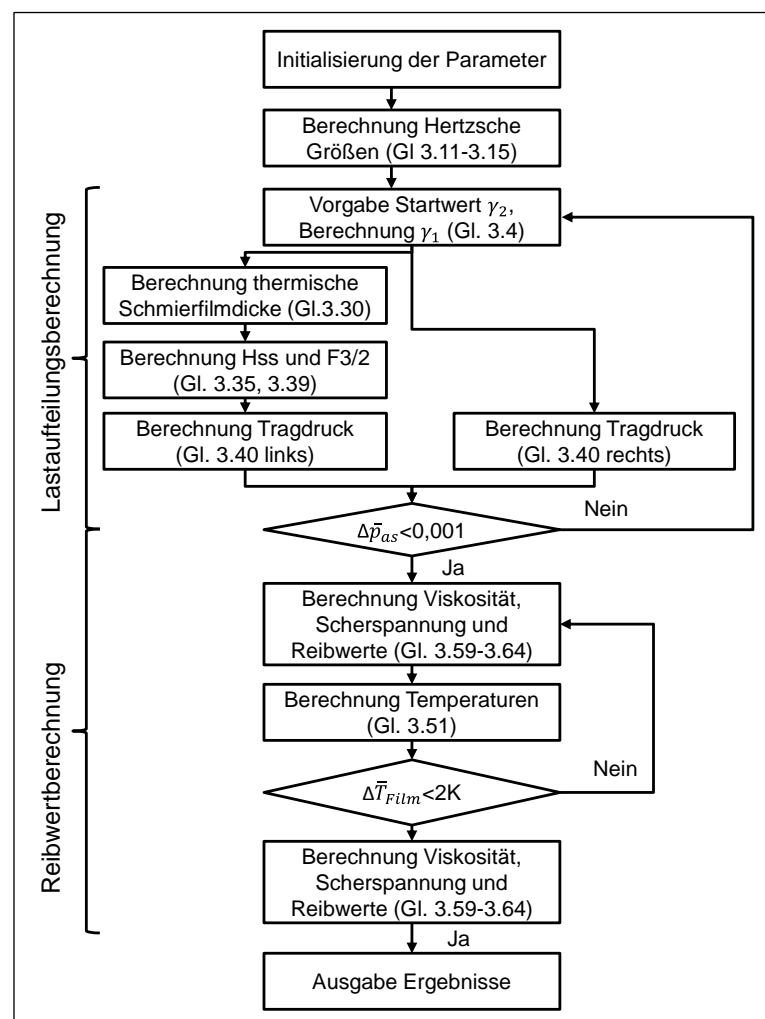 Initialisierung der Parameter
Berechnung Hertzsche
Größen (Gl 3.11-3.15)
Vorgabe Startwert γ₂,
Berechnung γ₁ (Gl. 3.4)
Lastaufteilungsberechnung
Berechnung thermische
Schmierfilmdicke (Gl.3.30)
Berechnung Hss und F3/2
(Gl. 3.35, 3.39)
Berechnung Tragdruck
(Gl. 3.40 links)
Berechnung Tragdruck
(Gl. 3.40 rechts)
Δp̄ₐₛ<0,001
Nein
Ja
Reibwertberechnung
Berechnung Viskosität,
Scherspannung und
Reibwerte (Gl. 3.59-3.64)
Berechnung Temperaturen
(Gl. 3.51)
ΔT̄_Film<2K
Nein
Berechnung Viskosität,
Scherspannung und
Reibwerte (Gl. 3.59-3.64)
Ja
Ausgabe Ergebnisse